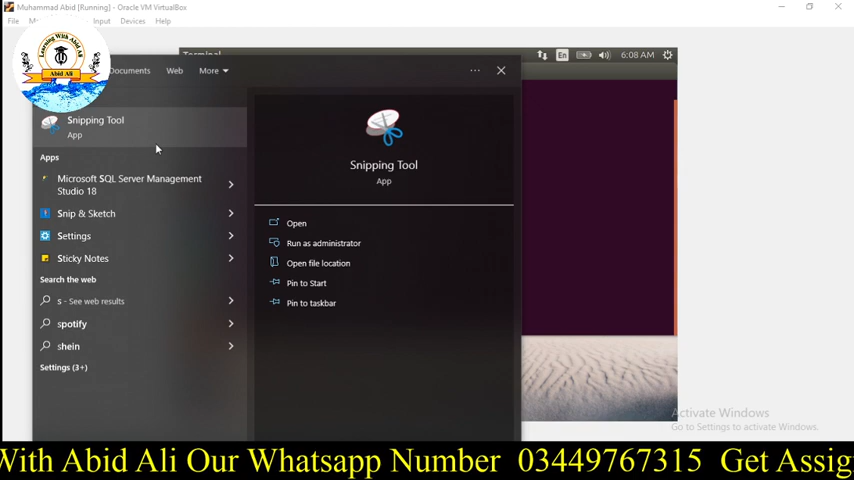 Muhammad Abid [Running] - Oracle VM VirtualBox
File
Input Devices Help
Terminal
En 6:08 AM
Learning With Abid Ali
Abid Ali
Documents Web More
Snipping Tool
App
Apps
Microsoft SQL Server Management
Studio 18
Snip & Sketch
Settings
Sticky Notes
Search the web
s - See web results
spotify
shein
Settings (3+)
Snipping Tool
App
Open
Run as administrator
Open file location
Pin to Start
Pin to taskbar
Activate Windows
Go to Settings to activate Windows.
With Abid Ali Our Whatsapp Number 03449767315 Get Assig